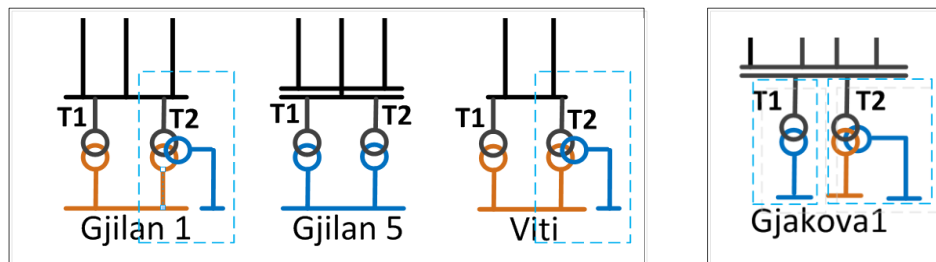 T1 T2 T1 T2 T1 T2
Gjilan 1 Gjilan 5 Viti
T1 T2
Gjakova1